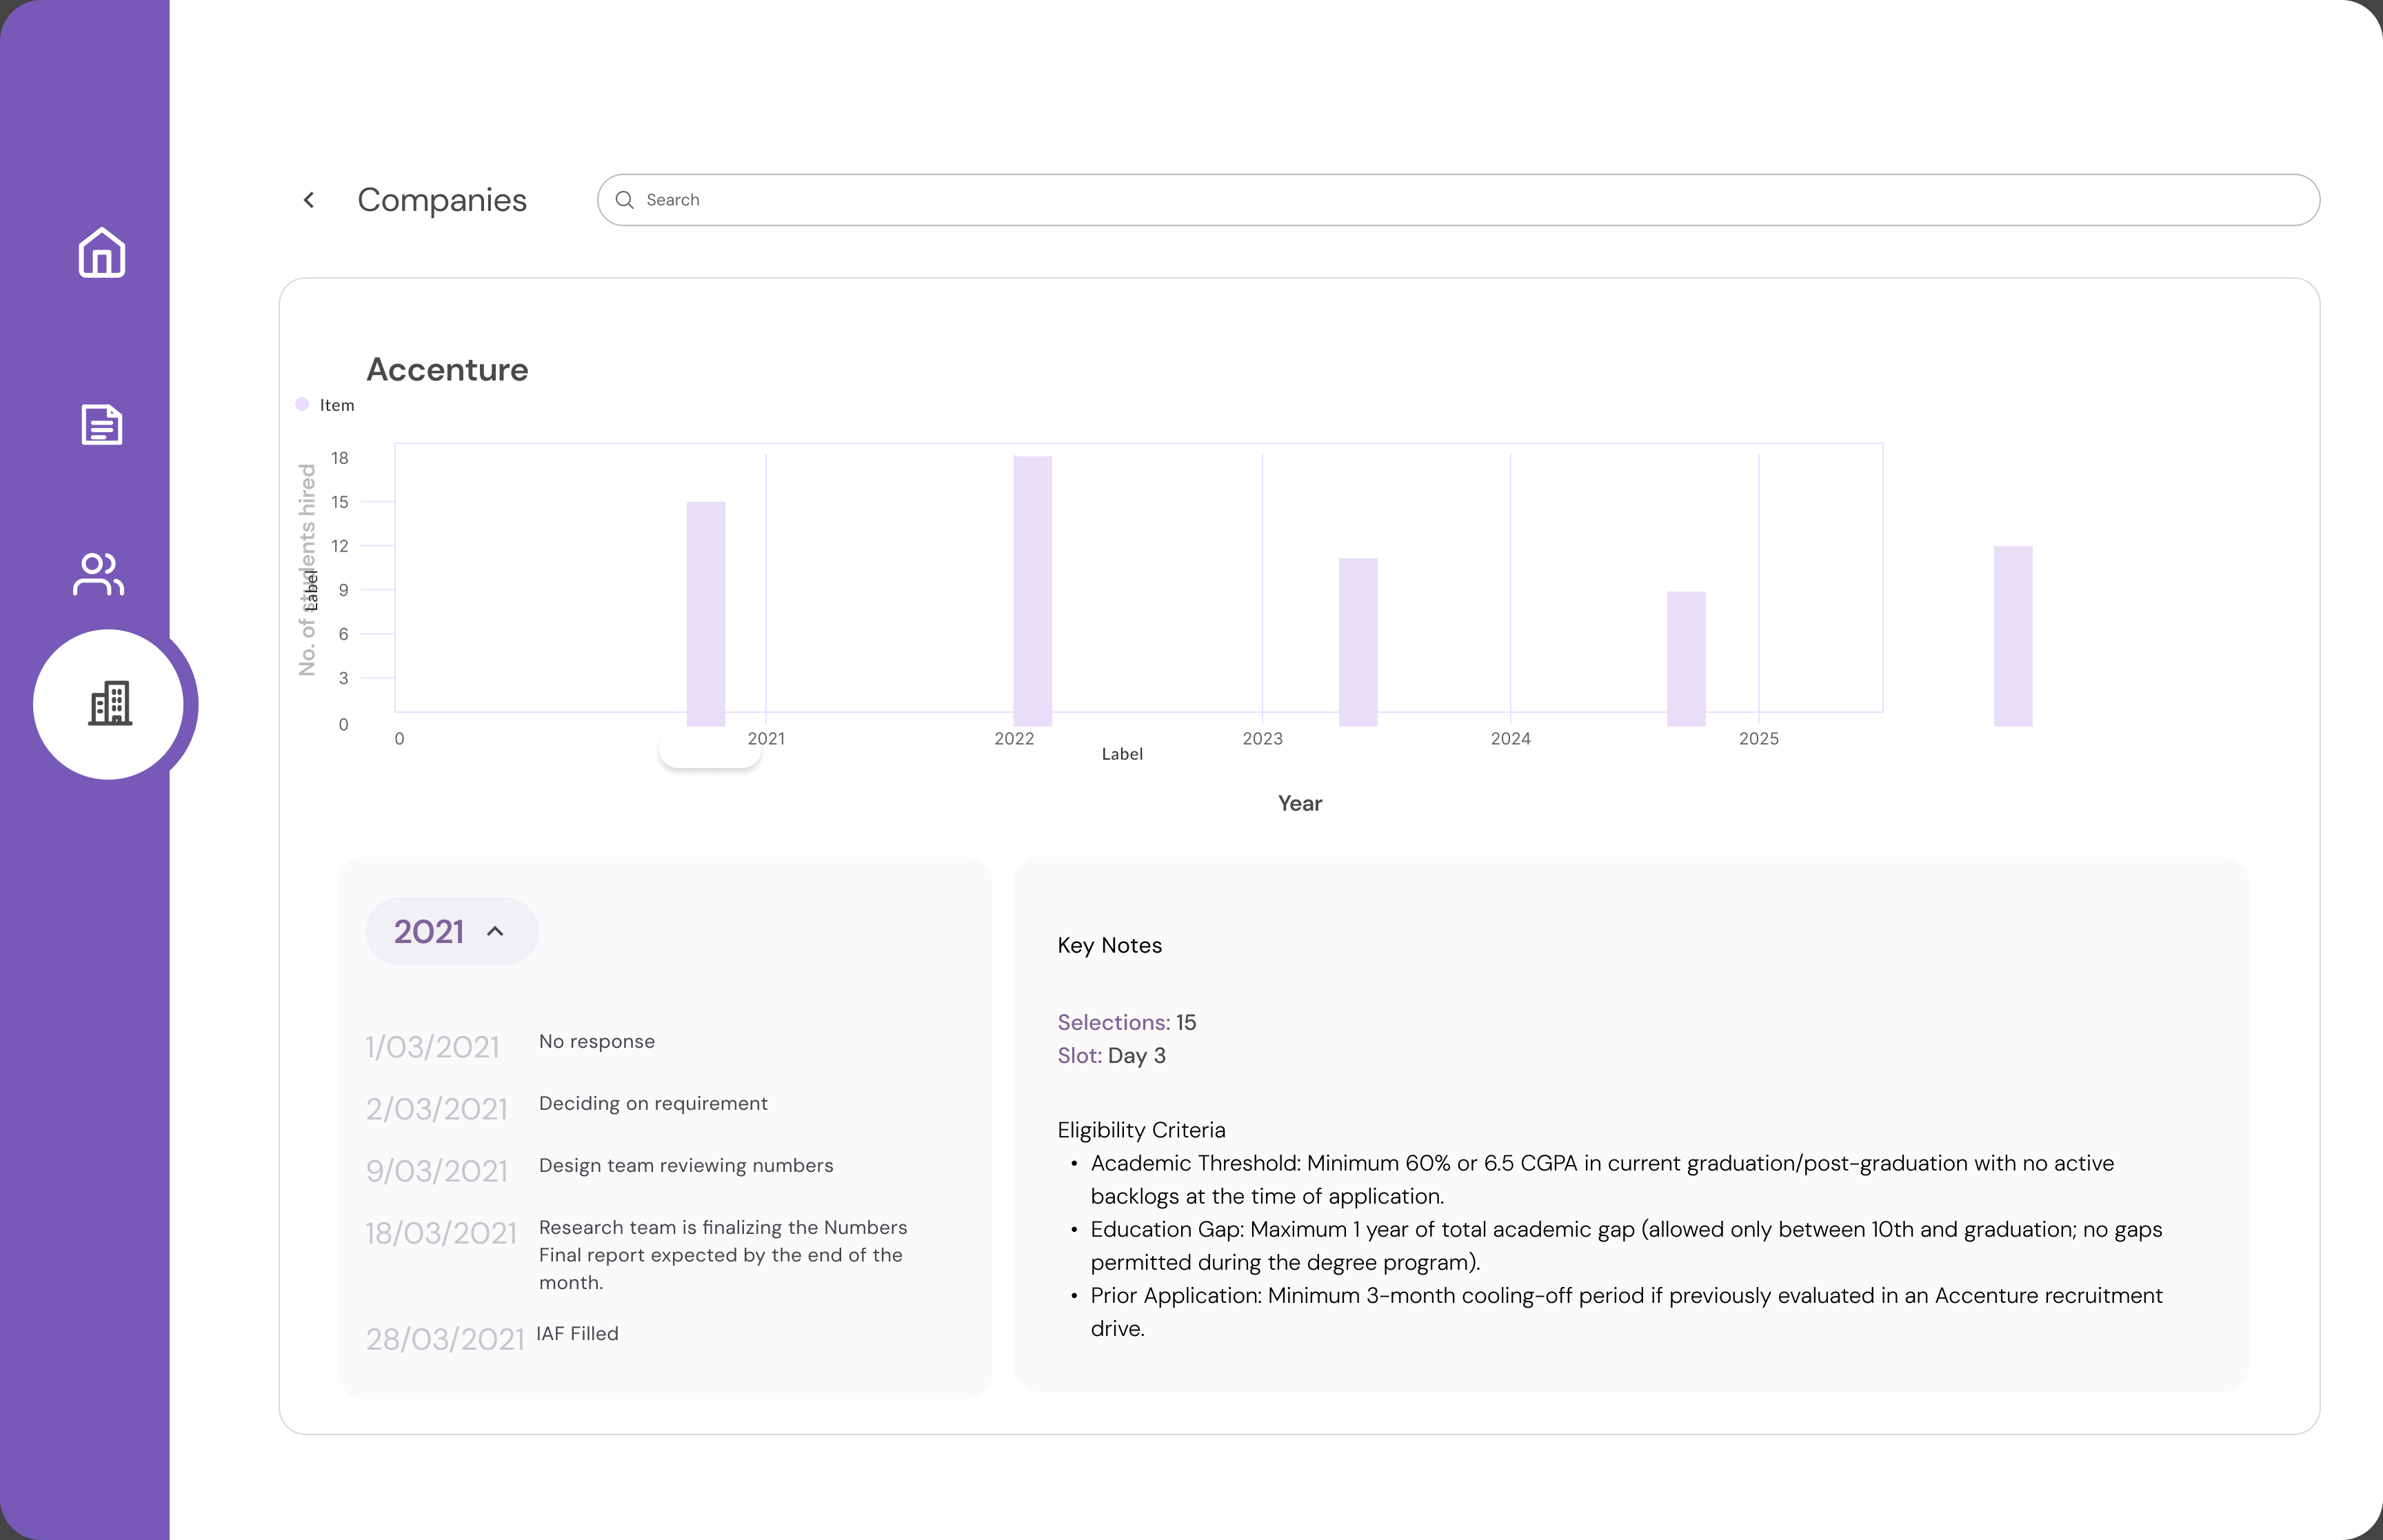 Companies
Search
Accenture
Item
No. of students hired
Label
18
15
12
9
6
3
0
0
2021
2022
2023
2024
2025
Label
Year
2021
1/03/2021 No response
2/03/2021 Deciding on requirement
9/03/2021 Design team reviewing numbers
18/03/2021 Research team is finalizing the Numbers
Final report expected by the end of the
month.
28/03/2021 IAF Filled
Key Notes
Selections: 15
Slot: Day 3
Eligibility Criteria
• Academic Threshold: Minimum 60% or 6.5 CGPA in current graduation/post-graduation with no active
backlogs at the time of application.
• Education Gap: Maximum 1 year of total academic gap (allowed only between 10th and graduation; no gaps
permitted during the degree program).
• Prior Application: Minimum 3-month cooling-off period if previously evaluated in an Accenture recruitment
drive.